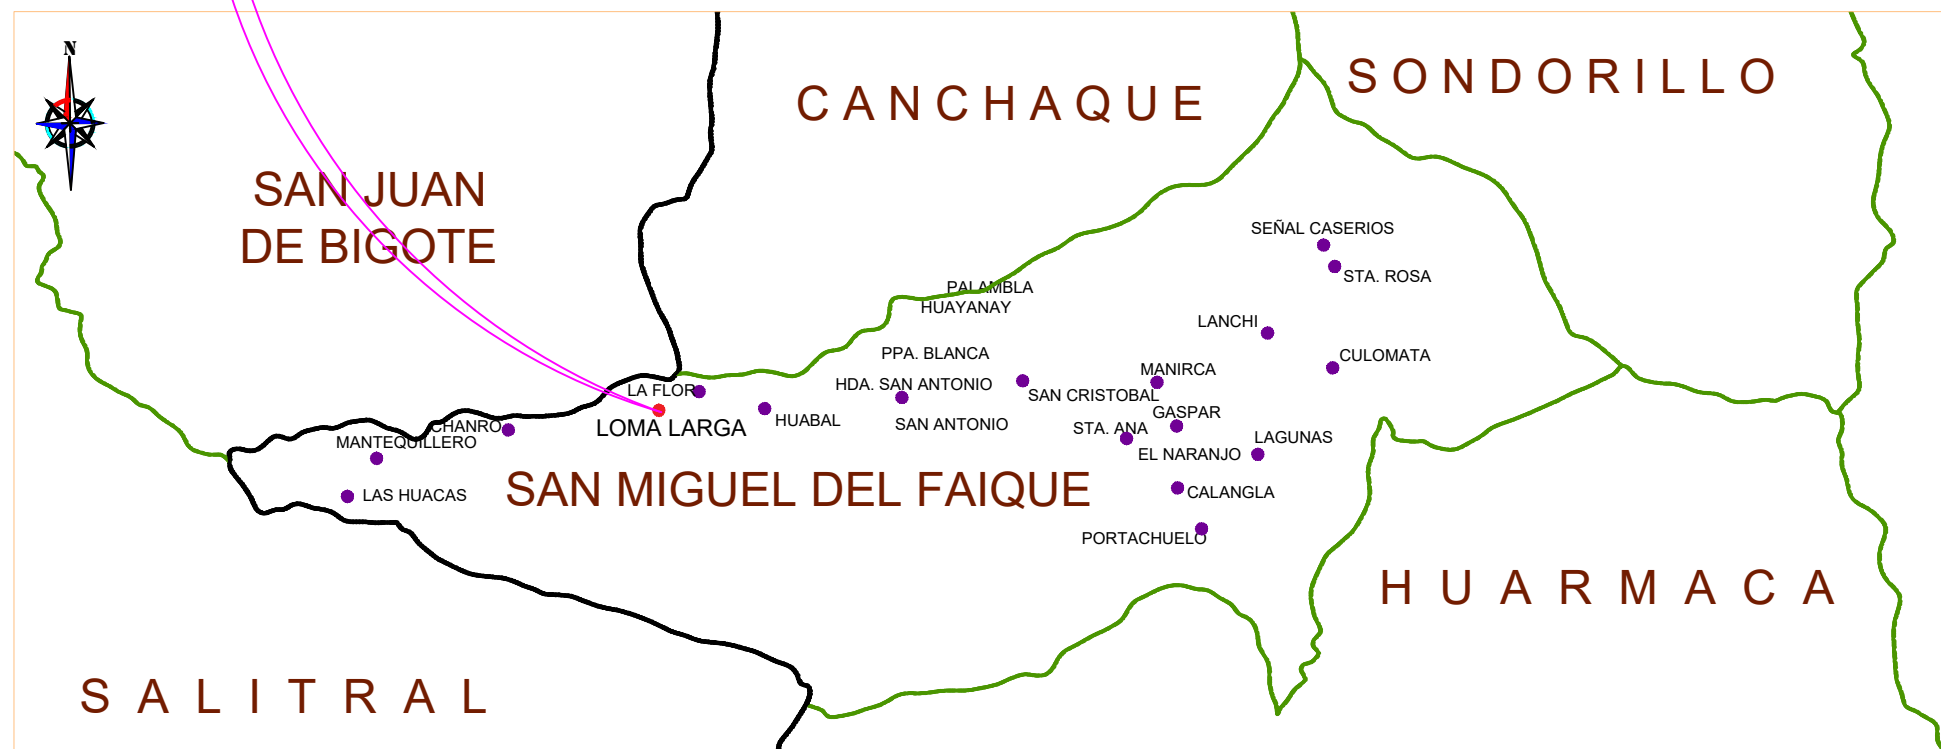 N
SONDORILLO
CANCHAQUE
SAN JUAN
DE BIGOTE
SEÑAL CASERIOS
STA. ROSA
PALAMBLA
HUAYANAY
LANCHI
PPA. BLANCA
CULOMATA
MANIRCA
HDA. SAN ANTONIO
LA FLOR
SAN CRISTOBAL
GASPAR
HUABAL
SAN ANTONIO
CHANRO
LOMA LARGA
STA. ANA
LAGUNAS
MANTEQUILLERO
EL NARANJO
SAN MIGUEL DEL FAIQUE
CALANGLA
LAS HUACAS
PORTACHUELO
HUARMACA
SALITRAL